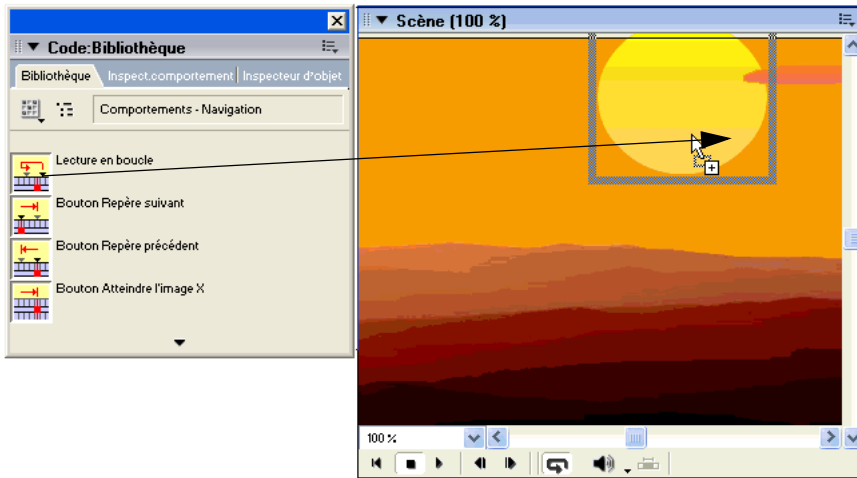 Code:Bibliothèque
Bibliothèque Inspect.comportement Inspecteur d'objet
Comportements - Navigation
Lecture en boucle
Bouton Repère suivant
Bouton Repère précédent
Bouton Atteindre l'image X
Scène (100 %)
100 %